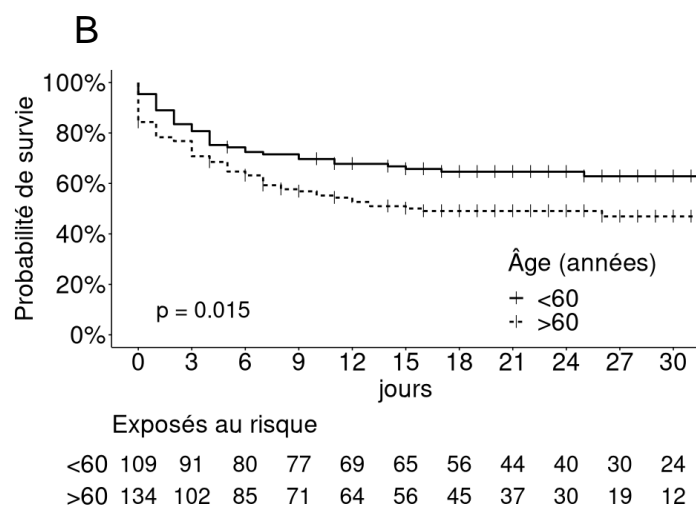 B
Probabilité de survie
100%
80%
60%
40%
20%
0%
p = 0.015
Âge (années)
<60
>60
0 3 6 9 12 15 18 21 24 27 30
jours
Exposés au risque
<60 109 91 80 77 69 65 56 44 40 30 24
>60 134 102 85 71 64 56 45 37 30 19 12